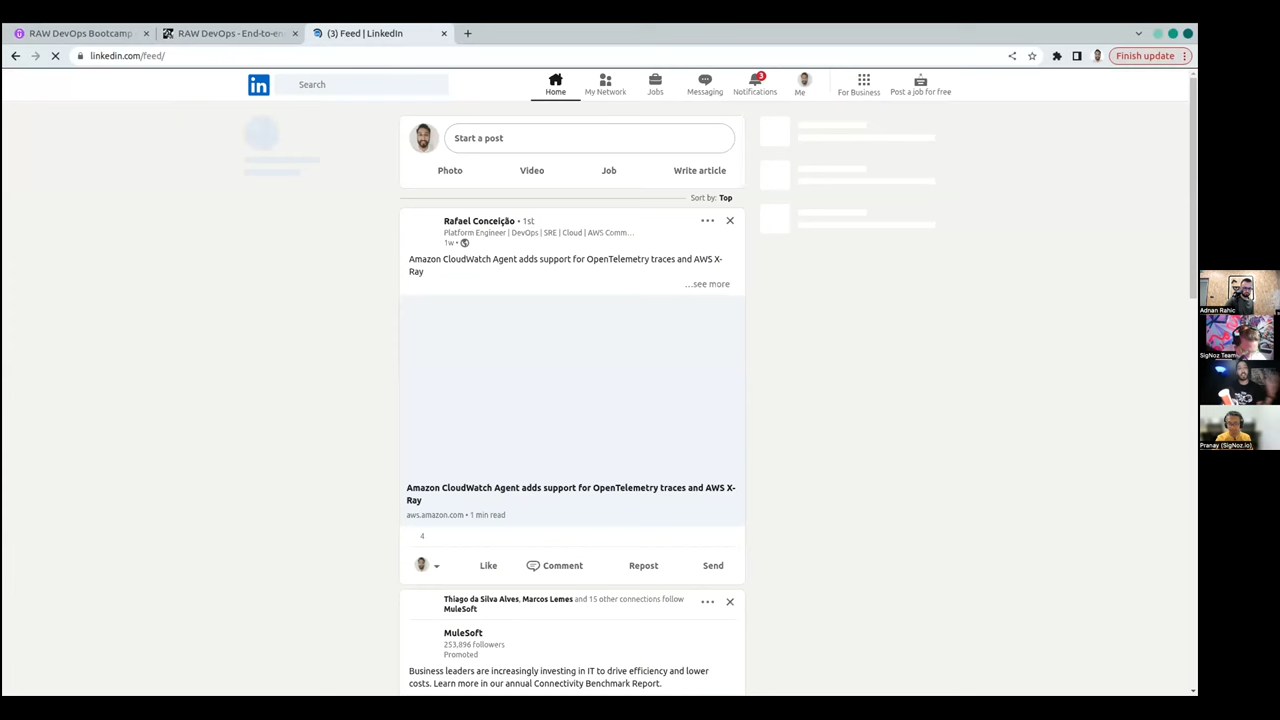 RAW DevOps Bootcamp
RAW DevOps - End-to-en
(3) Feed | LinkedIn
linkedin.com/feed/
Finish update
in
Search
Home
My Network
Jobs
Messaging
3
Notifications
Me
For Business
Post a job for free
Start a post
Photo
Video
Job
Write article
Sort by: Top
Rafael Conceição • 1st
Platform Engineer | DevOps | SRE | Cloud | AWS Comm…
1w •
Amazon CloudWatch Agent adds support for OpenTelemetry traces and AWS X-
Ray
…see more
Amazon CloudWatch Agent adds support for OpenTelemetry traces and AWS X-
Ray
aws.amazon.com • 1 min read
4
Like
Comment
Repost
Send
Thiago da Silva Alves, Marcos Lemes and 15 other connections follow
MuleSoft
MuleSoft
253,896 followers
Promoted
Business leaders are increasingly investing in IT to drive efficiency and lower
costs. Learn more in our annual Connectivity Benchmark Report.
Adnan Rahic
SigNoz Team
Pranay (SigNoz.io)